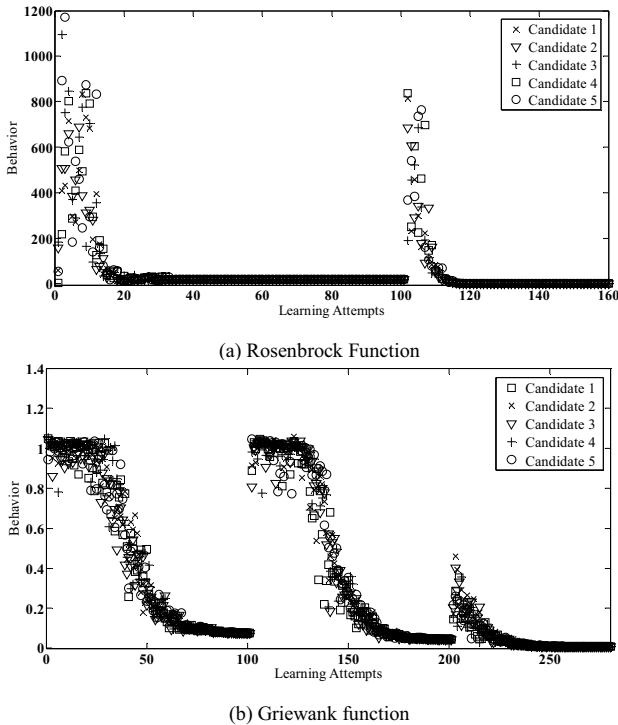 1200
1000
800
600
400
200
0
Behavior
× Candidate 1
▽ Candidate 2
+ Candidate 3
□ Candidate 4
○ Candidate 5
0 20 40 60 80 100 120 140 160
Learning Attempts
(a) Rosenbrock Function
1.4
1.2
1
0.8
0.6
0.4
0.2
0
Behavior
□ Candidate 1
× Candidate 2
▽ Candidate 3
+ Candidate 4
○ Candidate 5
0 50 100 150 200 250
Learning Attempts
(b) Griewank function